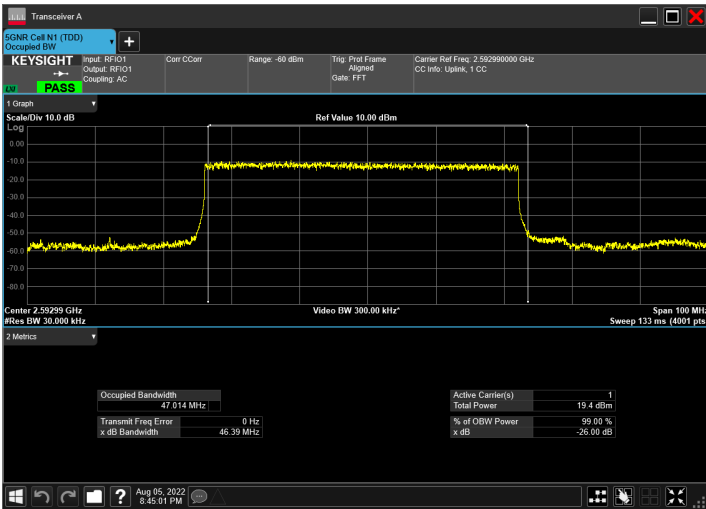 Transceiver A
5GNR Cell N1 (TDD)
Occupied BW
KEYSIGHT
LXI
PASS
Input: RFIO1
Output: RFIO1
Coupling: AC
Corr CCorr
Range: -60 dBm
Trig: Prot Frame
Aligned
Gate: FFT
Carrier Ref Freq: 2.592990000 GHz
CC Info: Uplink, 1 CC
1 Graph
Scale/Div 10.0 dB
Ref Value 10.00 dBm
Log
0.00
-10.0
-20.0
-30.0
-40.0
-50.0
-60.0
-70.0
-80.0
Center 2.59299 GHz
Video BW 300.00 kHz*
Span 100 MHz
#Res BW 30.000 kHz
Sweep 133 ms (4001 pts
2 Metrics
Occupied Bandwidth
47.014 MHz
Active Carrier(s) 1
Total Power 19.4 dBm
Transmit Freq Error 0 Hz
x dB Bandwidth 46.39 MHz
% of OBW Power 99.00 %
x dB -26.00 dB
?
Aug 05, 2022
8:45:01 PM